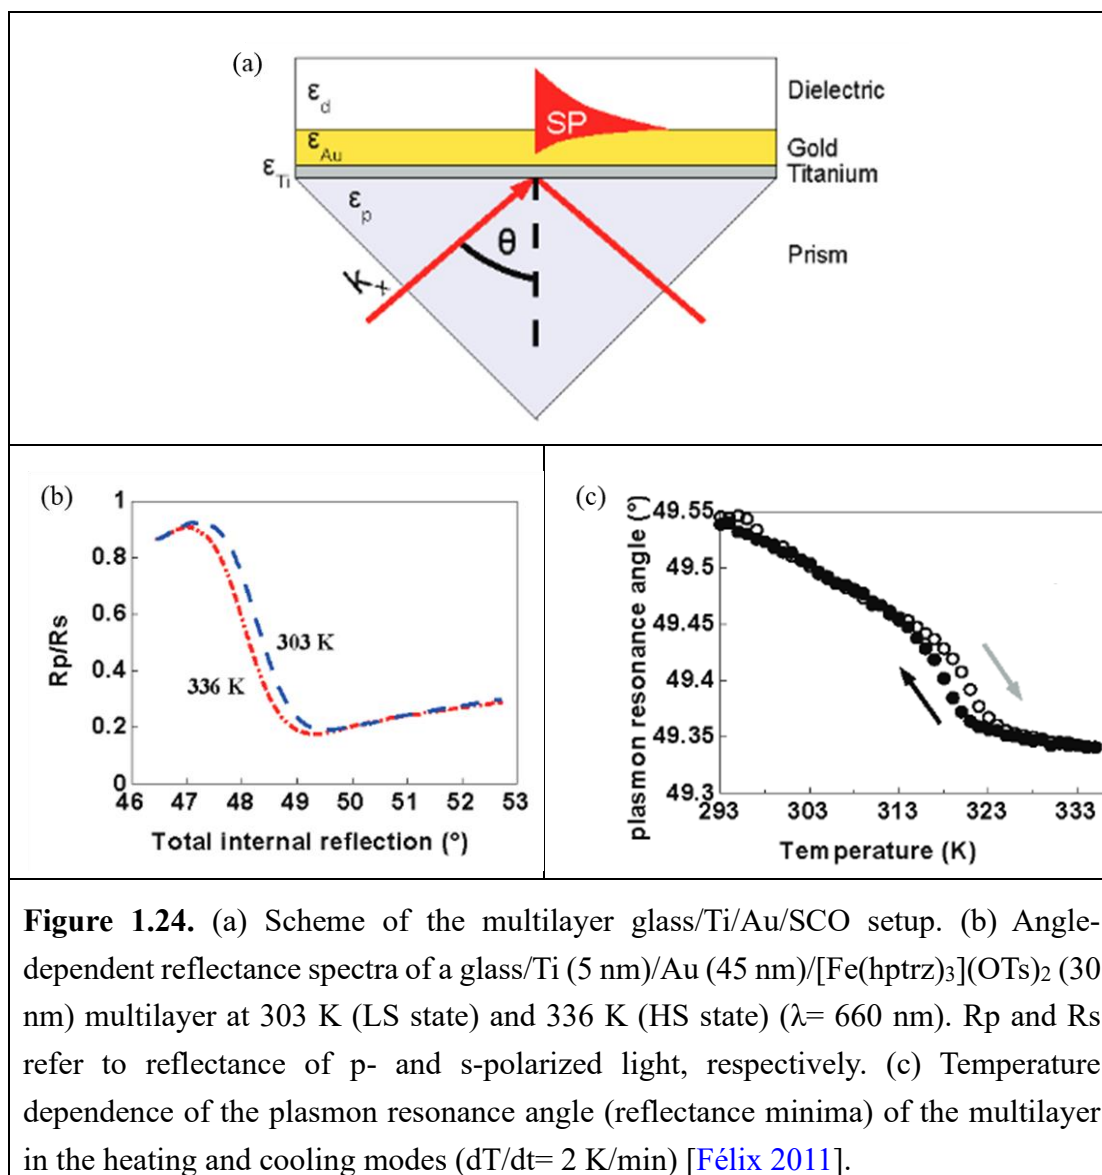 (a)
εd
Dielectric
SP
εAu
Gold
εTi
Titanium
εp
θ
Prism
Kx
(b)
1
0.8
0.6
0.4
0.2
0
Rp/Rs
303 K
336 K
46 47 48 49 50 51 52 53
Total internal reflection (°)
(c)
plasmon resonance angle (°)
49.55
49.5
49.45
49.4
49.35
49.3
293 303 313 323 333
Temperature (K)
Figure 1.24. (a) Scheme of the multilayer glass/Ti/Au/SCO setup. (b) Angle-
dependent reflectance spectra of a glass/Ti (5 nm)/Au (45 nm)/[Fe(hptrz)₃](OTs)₂ (30
nm) multilayer at 303 K (LS state) and 336 K (HS state) (λ= 660 nm). Rp and Rs
refer to reflectance of p- and s-polarized light, respectively. (c) Temperature
dependence of the plasmon resonance angle (reflectance minima) of the multilayer
in the heating and cooling modes (dT/dt= 2 K/min) [Félix 2011].